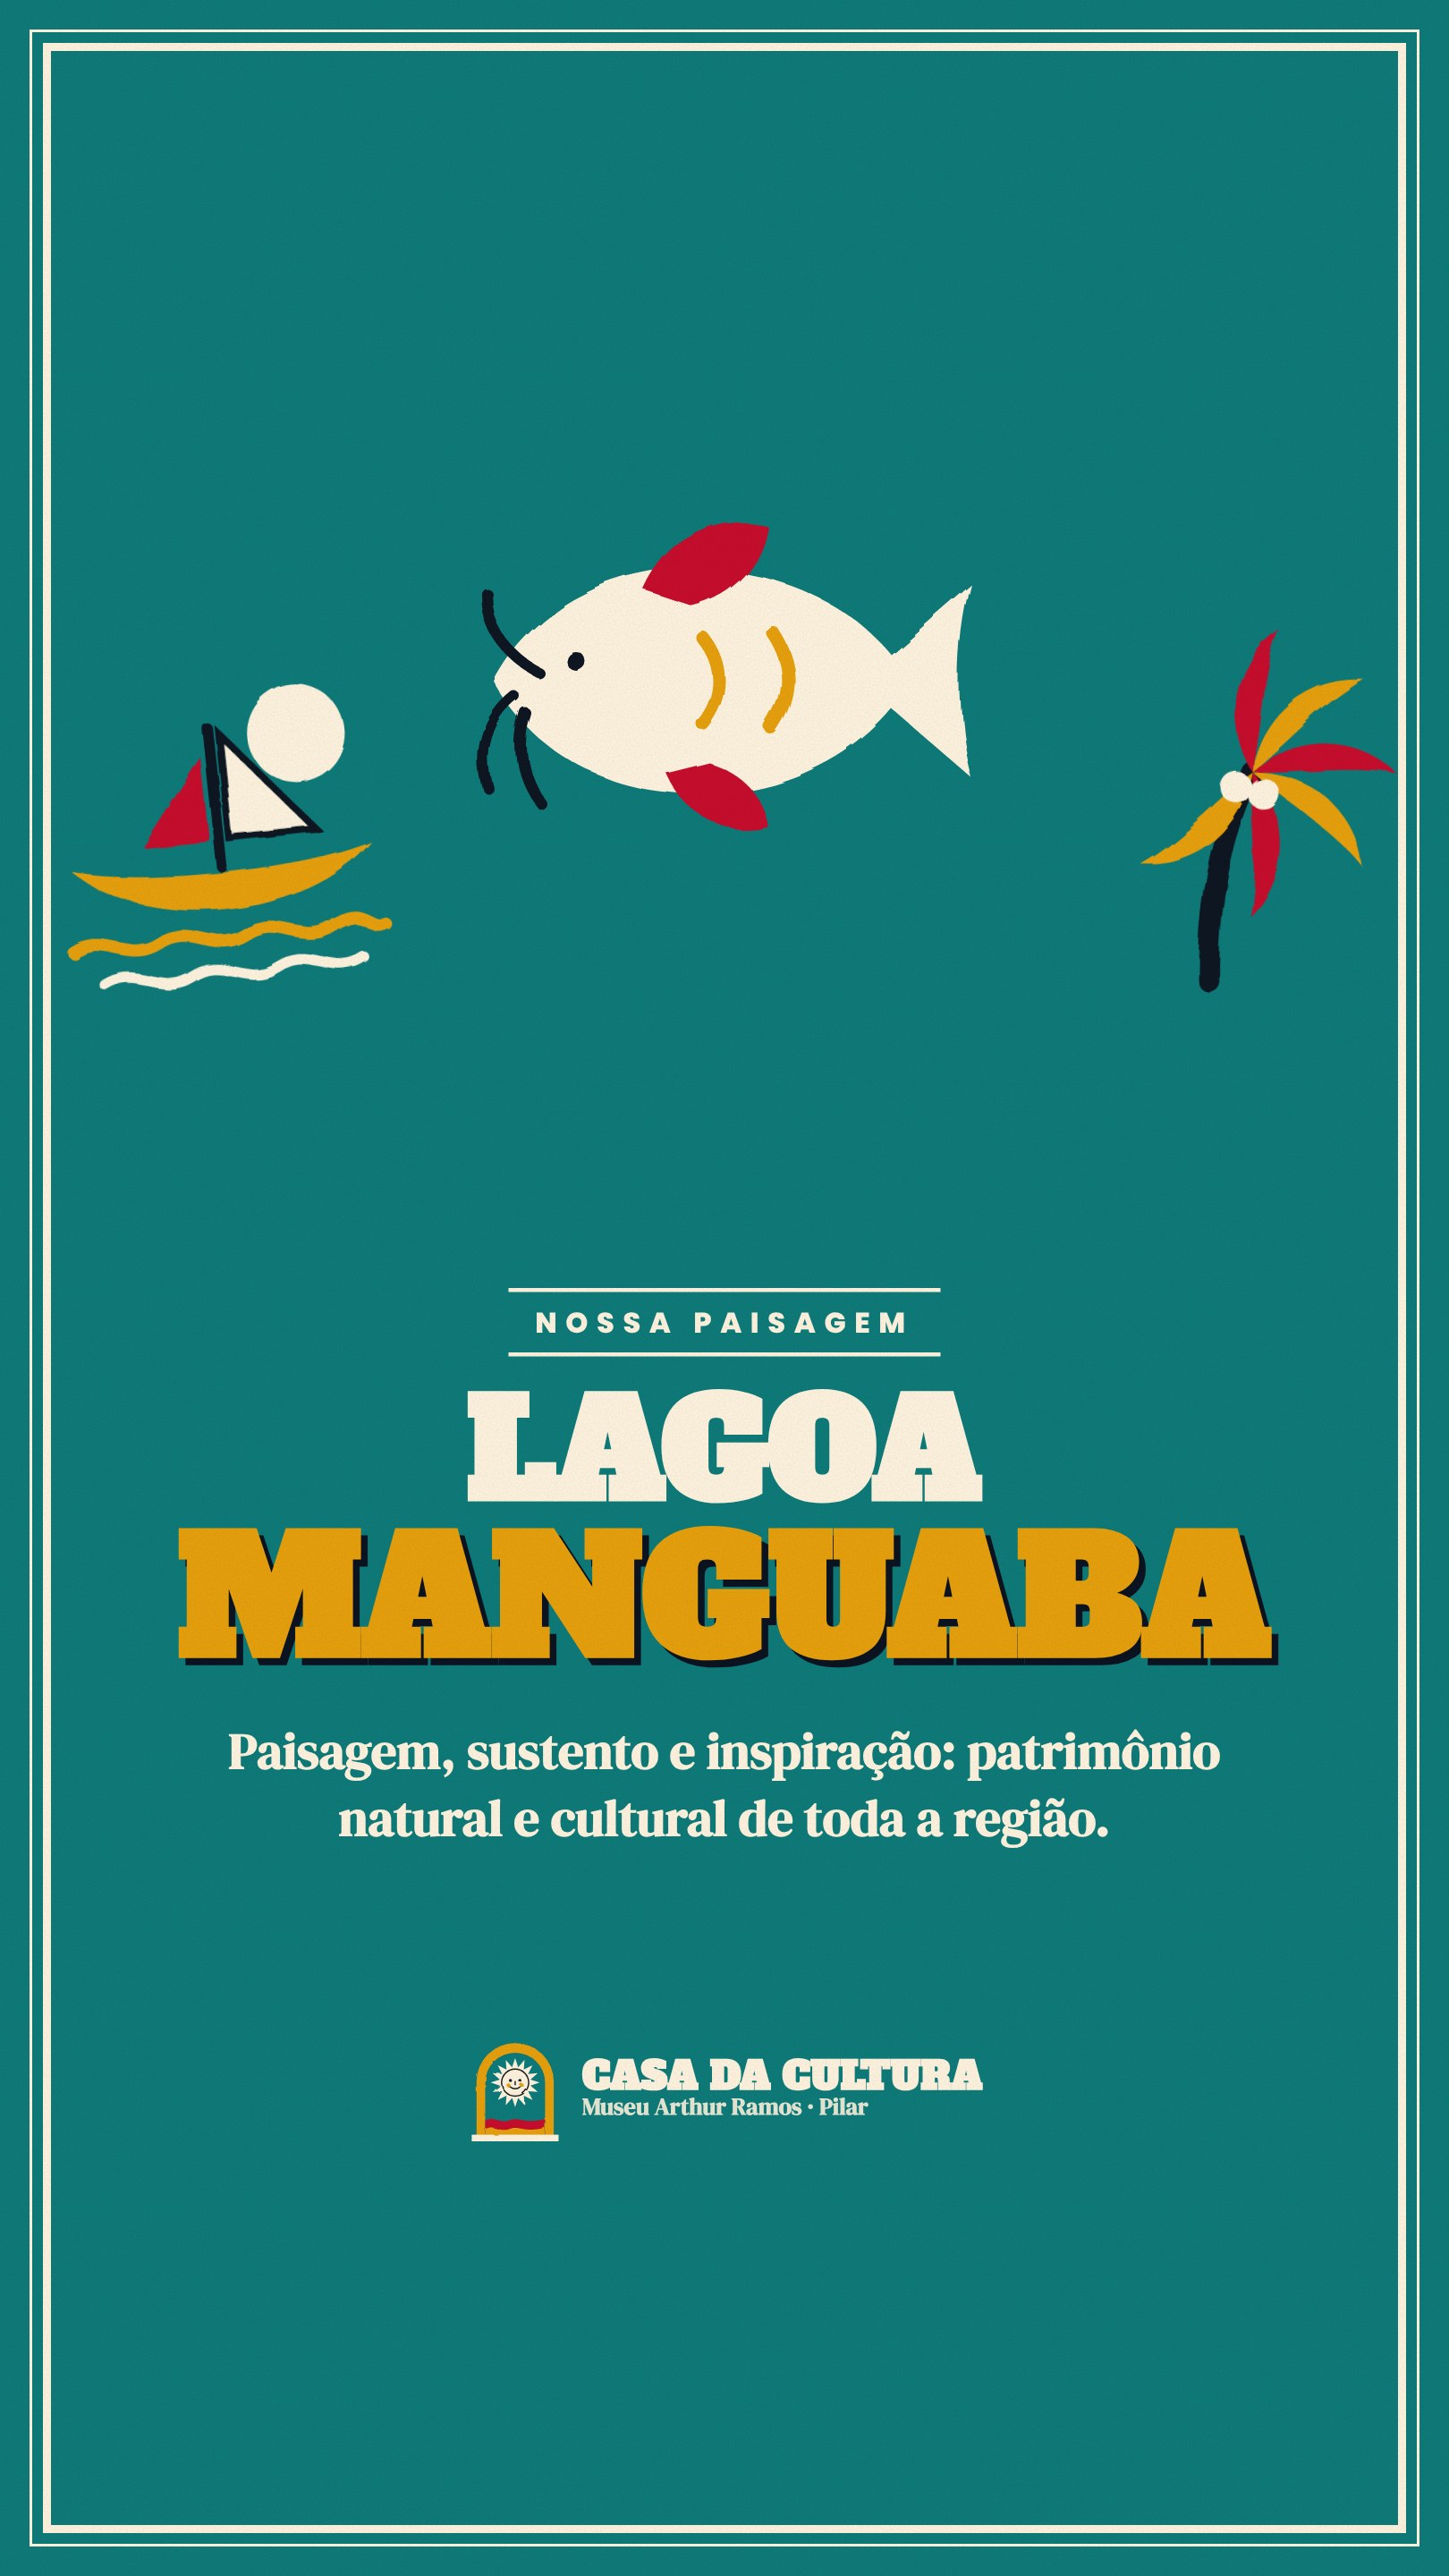 NOSSA PAISAGEM
LAGOA
MANGUABA
Paisagem, sustento e inspiração: patrimônio
natural e cultural de toda a região.
CASA DA CULTURA
Museu Arthur Ramos • Pilar